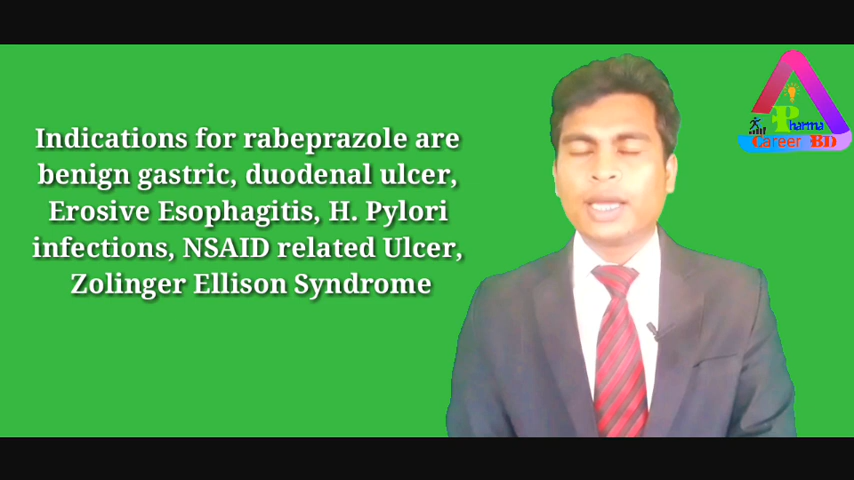 Indications for rabeprazole are
benign gastric, duodenal ulcer,
Erosive Esophagitis, H. Pylori
infections, NSAID related Ulcer,
Zolinger Ellison Syndrome
Pharma
Career BD